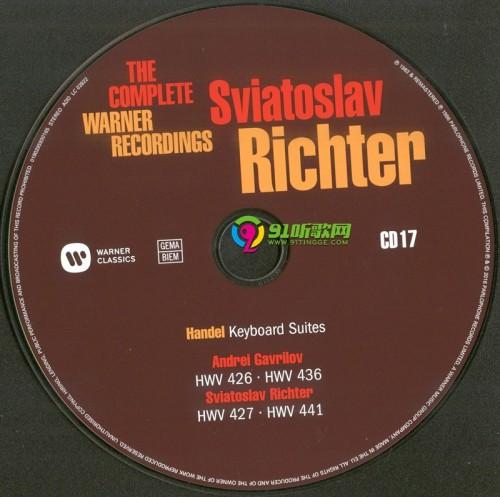 THE
COMPLETE
WARNER
RECORDINGS
Sviatoslav
Richter
91听歌网
WWW.91TINGGE.COM
WARNER
CLASSICS
GEMA
BIEM
CD17
Handel Keyboard Suites
Andrei Gavrilov
HWV 426 · HWV 436
Sviatoslav Richter
HWV 427 · HWV 441